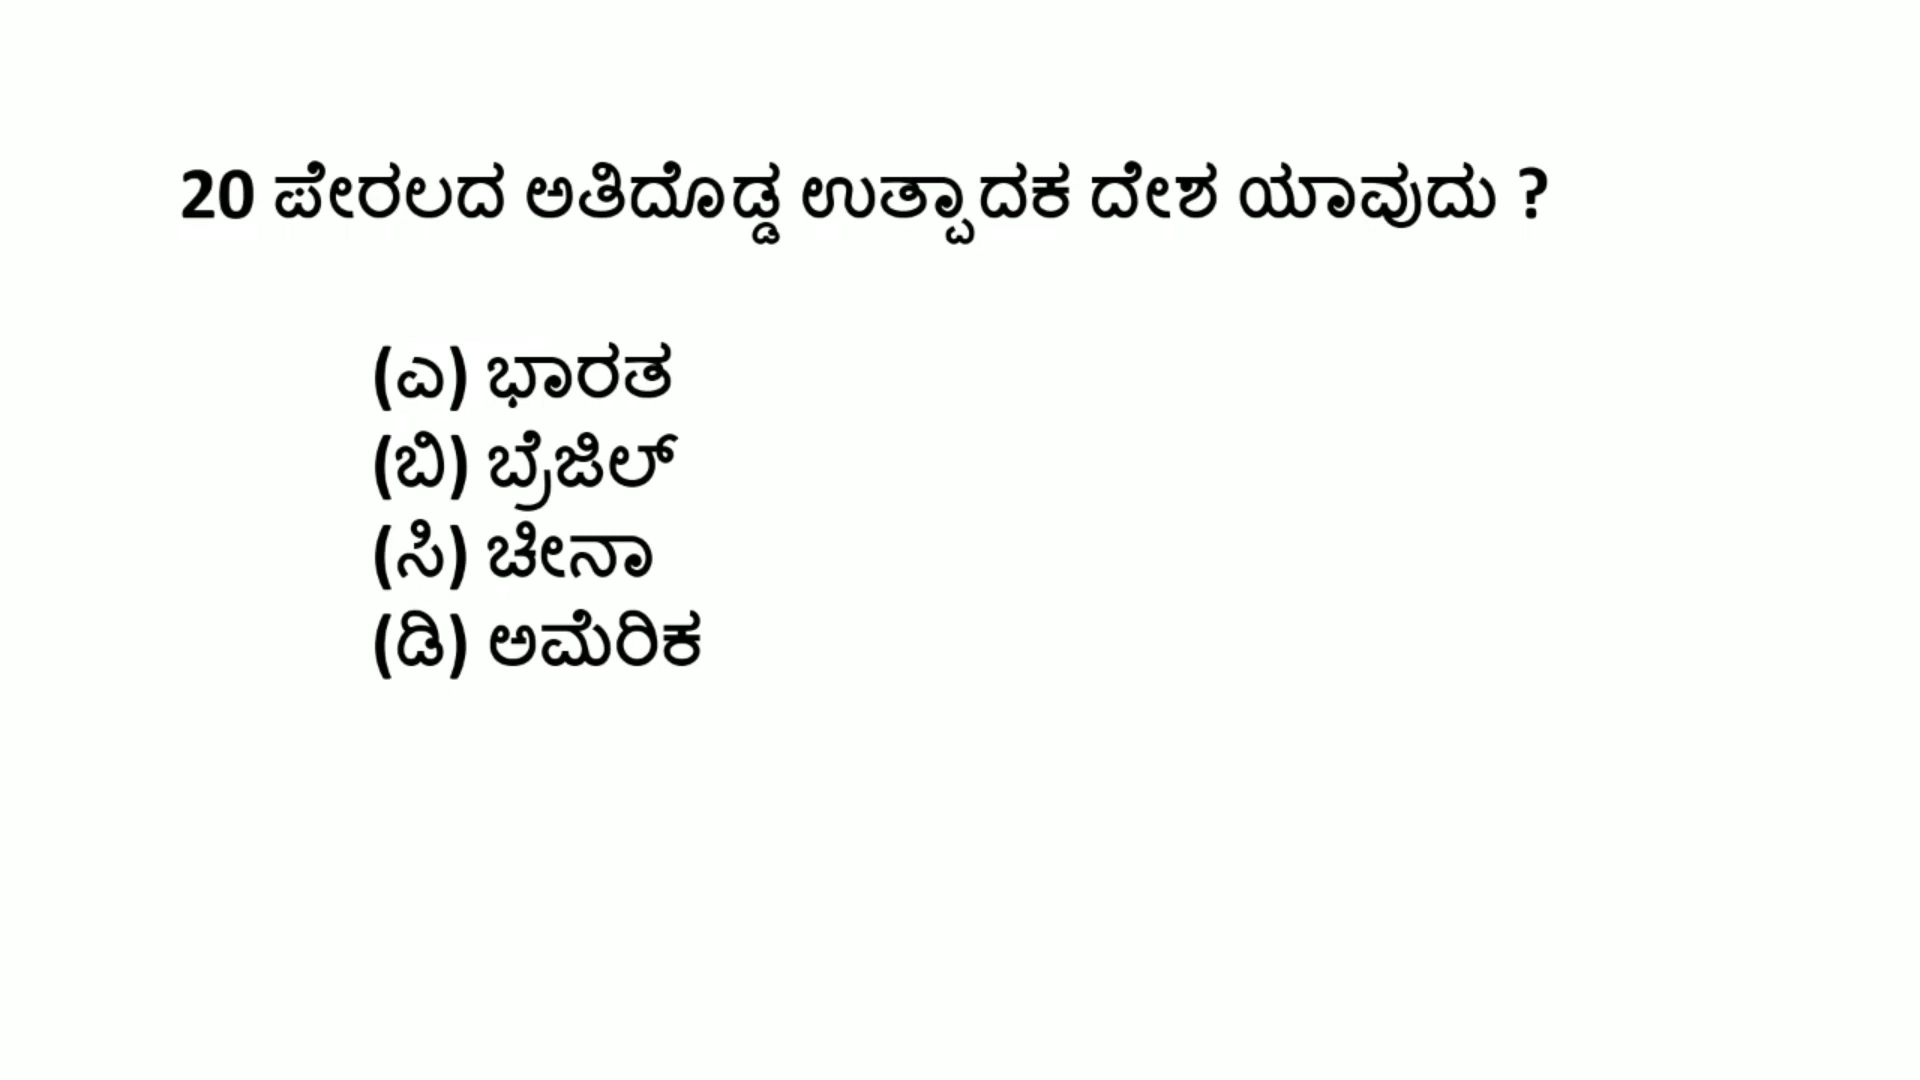 20 ಪೇರಲದ ಅತಿದೊಡ್ಡ ಉತ್ಪಾದಕ ದೇಶ ಯಾವುದು ?
(ಎ) ಭಾರತ
(ಬಿ) ಬ್ರೆಜಿಲ್
(ಸಿ) ಚೀನಾ
(ಡಿ) ಅಮೆರಿಕ